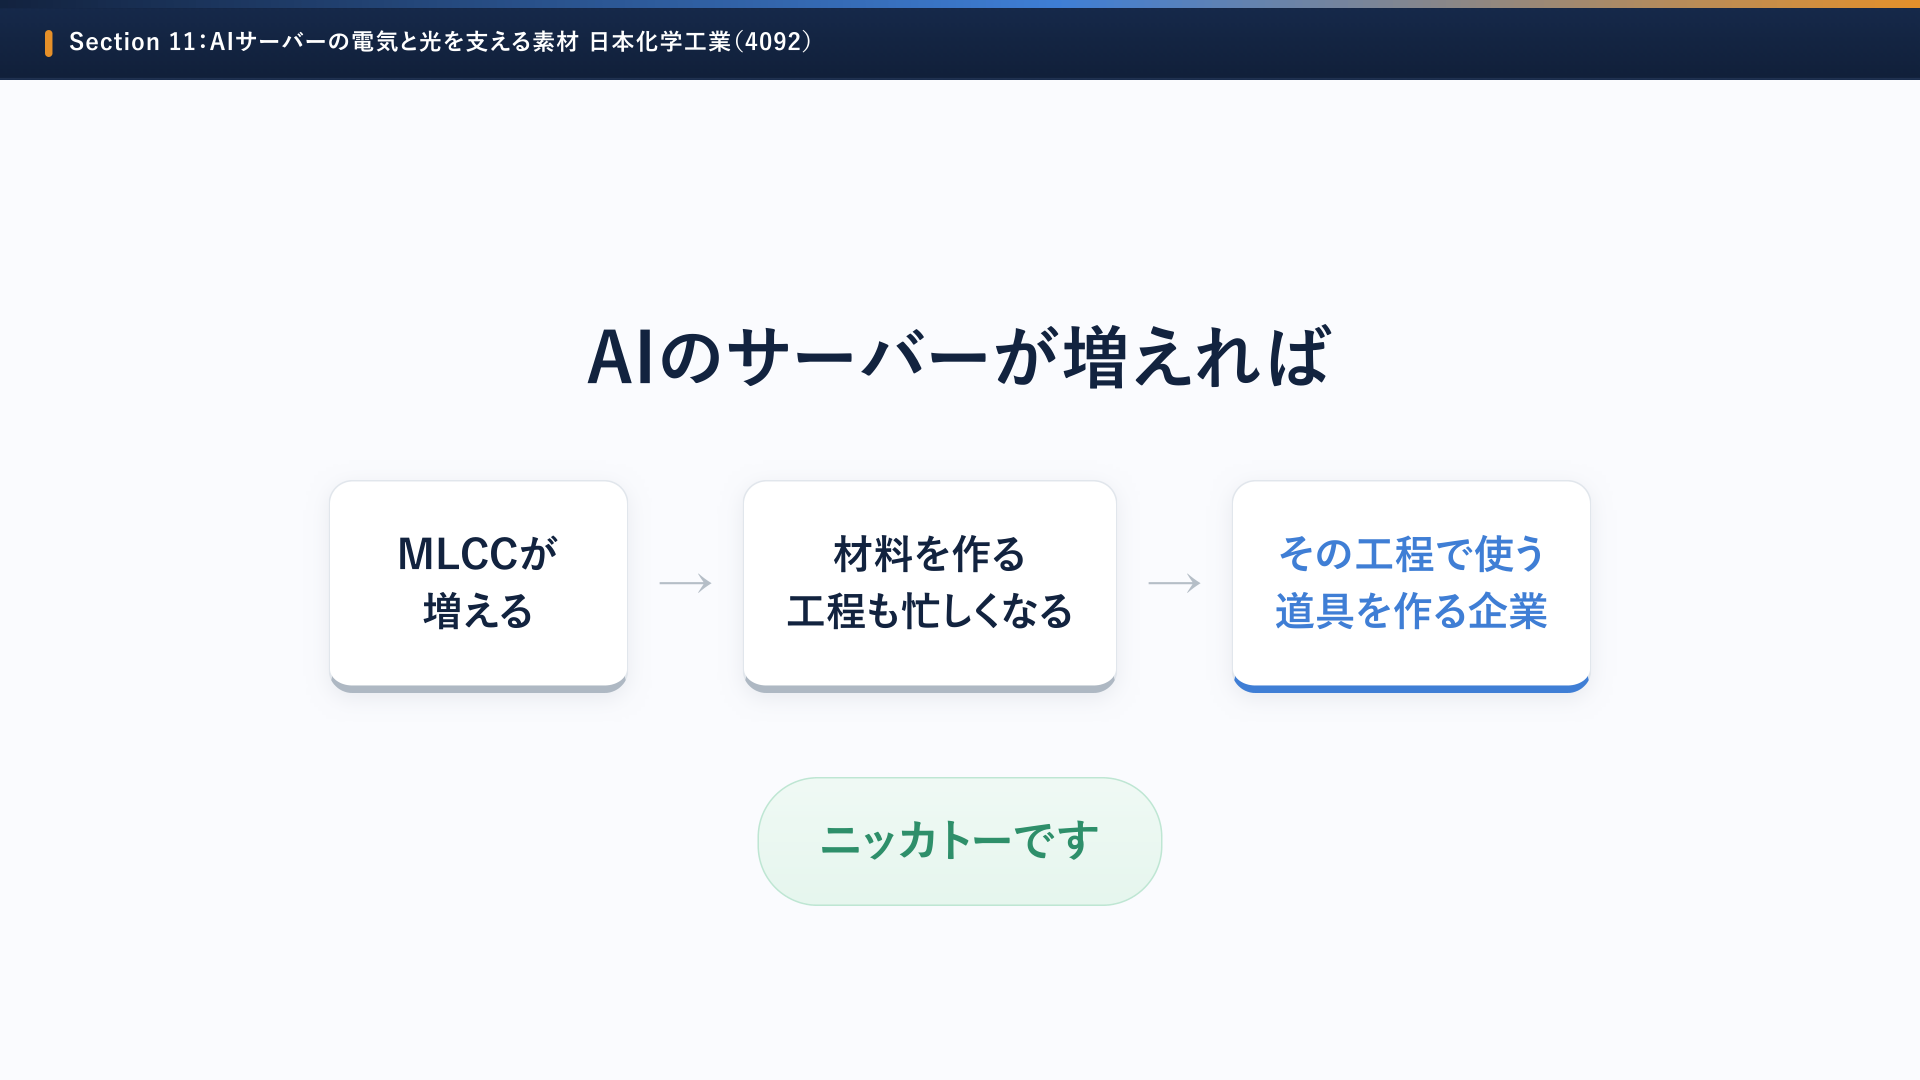 Section 11：AIサーバーの電気と光を支える素材 日本化学工業（4092）
AIのサーバーが増えれば
MLCCが
増える
→
材料を作る
工程も忙しくなる
→
その工程で使う
道具を作る企業
ニッカトーです